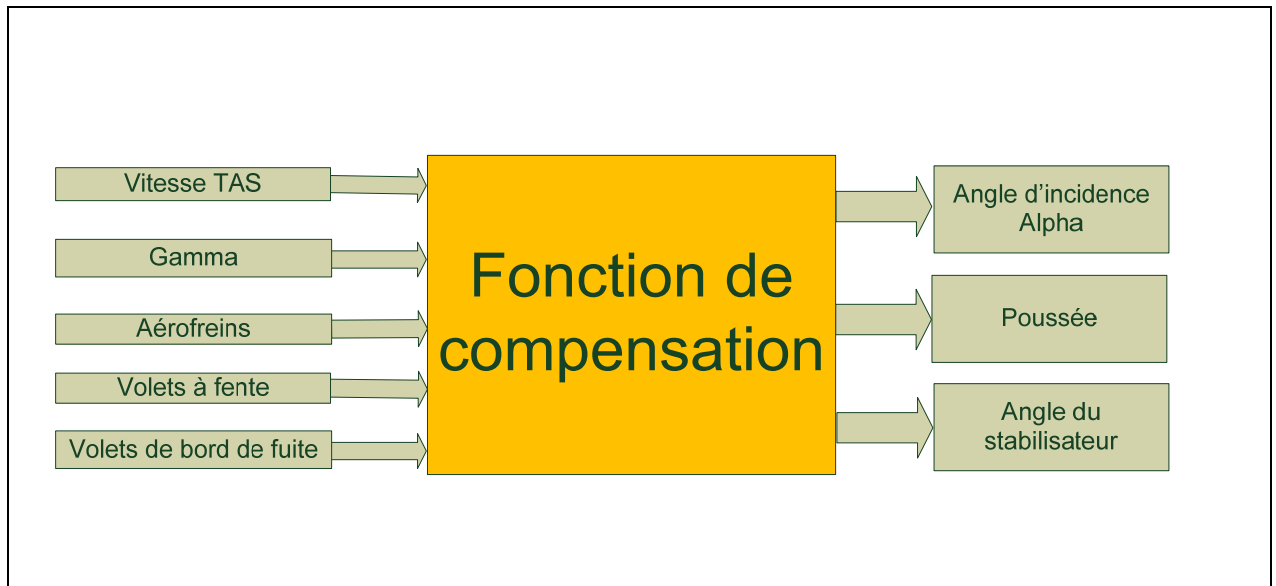 Vitesse TAS
Gamma
Aérofreins
Volets à fente
Volets de bord de fuite
Fonction de
compensation
Angle d’incidence
Alpha
Poussée
Angle du
stabilisateur